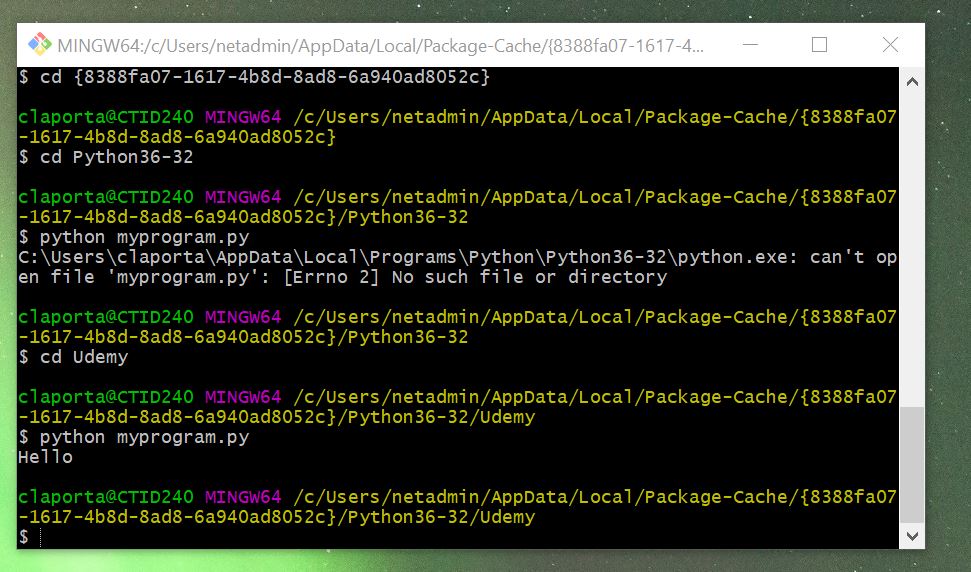 MINGW64:/c/Users/netadmin/AppData/Local/Package-Cache/{8388fa07-1617-4...
$ cd {8388fa07-1617-4b8d-8ad8-6a940ad8052c}
claporta@CTID240 MINGW64 /c/Users/netadmin/AppData/Local/Package-Cache/{8388fa07
-1617-4b8d-8ad8-6a940ad8052c}
$ cd Python36-32
claporta@CTID240 MINGW64 /c/Users/netadmin/AppData/Local/Package-Cache/{8388fa07
-1617-4b8d-8ad8-6a940ad8052c}/Python36-32
$ python myprogram.py
C:\Users\claporta\AppData\Local\Programs\Python\Python36-32\python.exe: can't op
en file 'myprogram.py': [Errno 2] No such file or directory
claporta@CTID240 MINGW64 /c/Users/netadmin/AppData/Local/Package-Cache/{8388fa07
-1617-4b8d-8ad8-6a940ad8052c}/Python36-32
$ cd Udemy
claporta@CTID240 MINGW64 /c/Users/netadmin/AppData/Local/Package-Cache/{8388fa07
-1617-4b8d-8ad8-6a940ad8052c}/Python36-32/Udemy
$ python myprogram.py
Hello
claporta@CTID240 MINGW64 /c/Users/netadmin/AppData/Local/Package-Cache/{8388fa07
-1617-4b8d-8ad8-6a940ad8052c}/Python36-32/Udemy
$